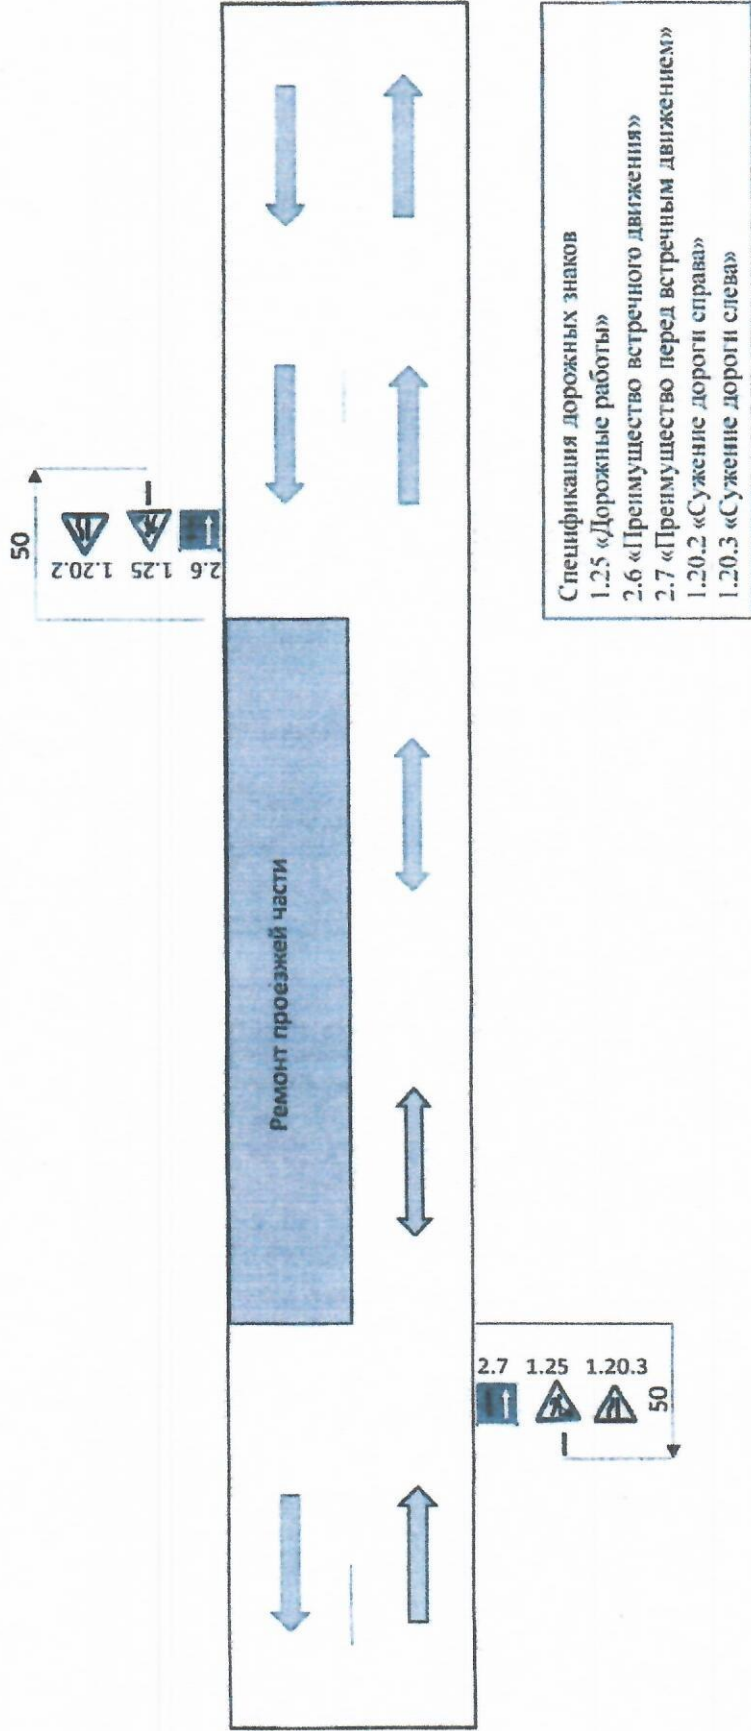 50
1.20.2
1.25
2.6
Ремонт проезжей части
2.7
1.25
1.20.3
50
Спецификация дорожных знаков
1.25 «Дорожные работы»
2.6 «Преимущество встречного движения»
2.7 «Преимущество перед встречным движением»
1.20.2 «Сужение дороги справа»
1.20.3 «Сужение дороги слева»